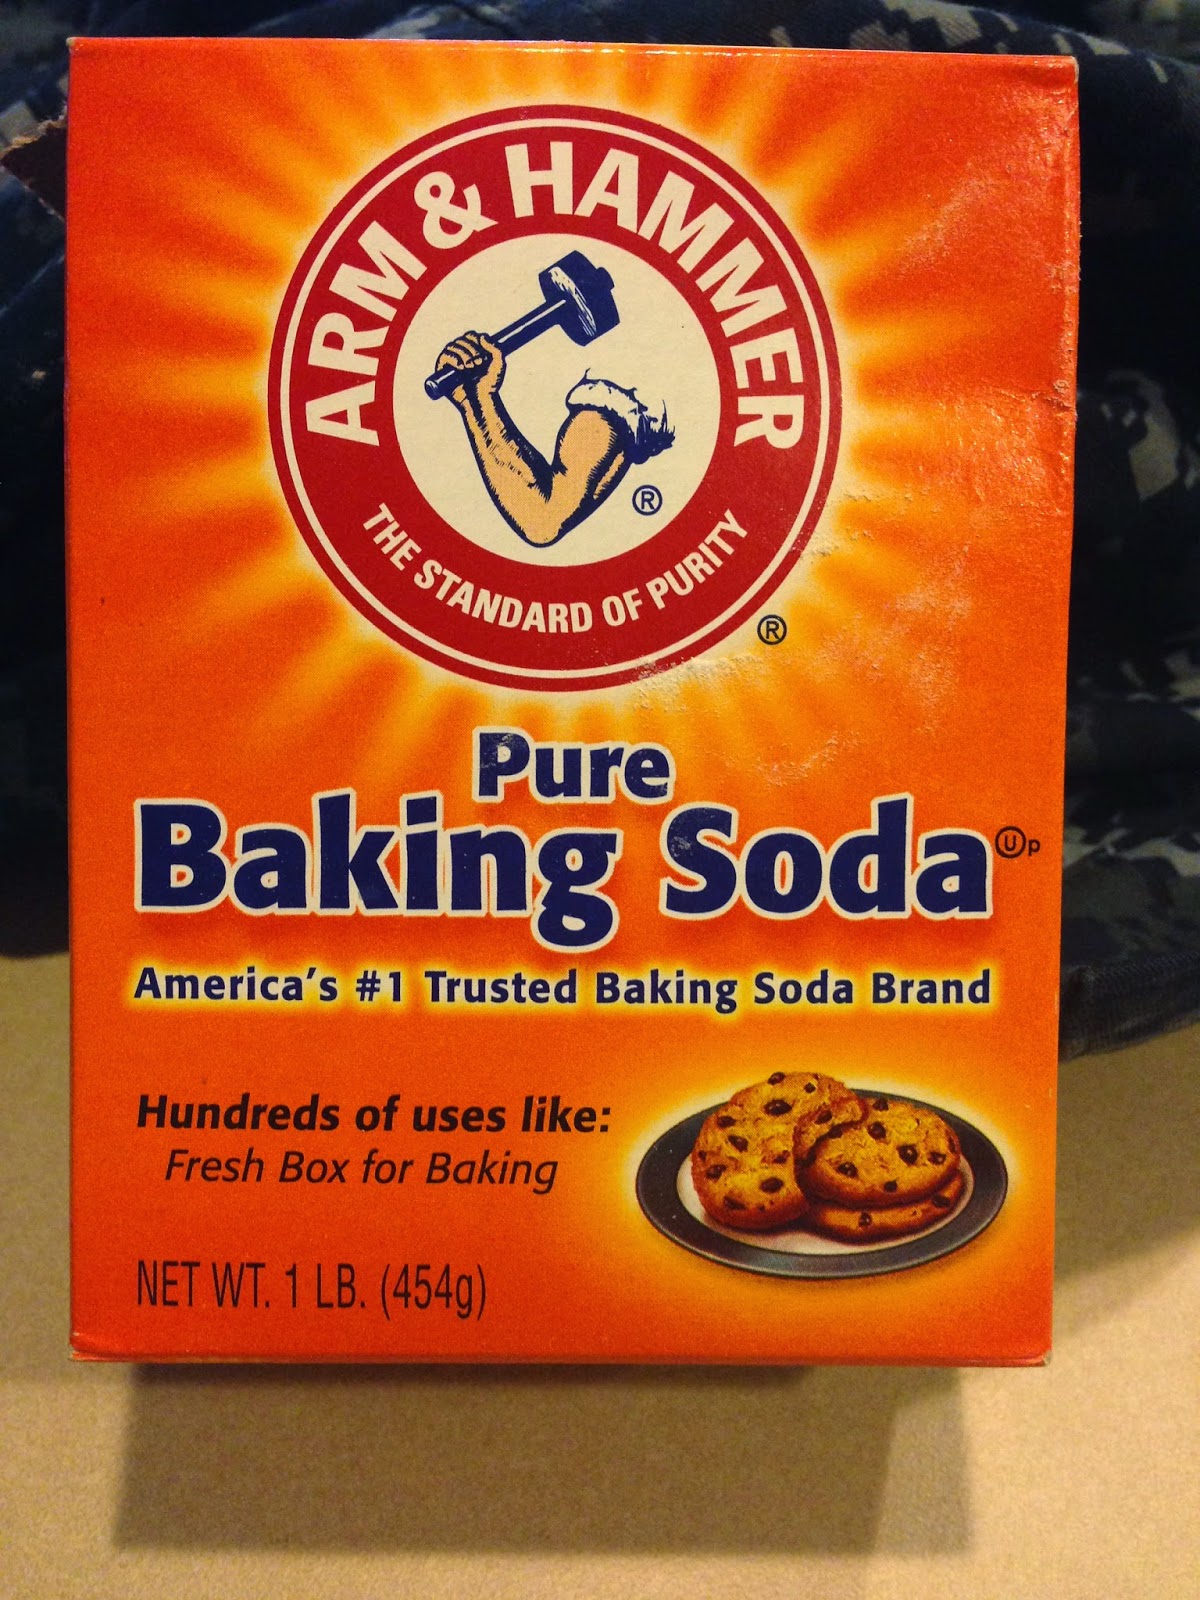 ARM & HAMMER
®
THE STANDARD OF PURITY
®
Pure
Baking Soda Ⓤp
America's #1 Trusted Baking Soda Brand
Hundreds of uses like:
Fresh Box for Baking
NET WT. 1 LB. (454g)